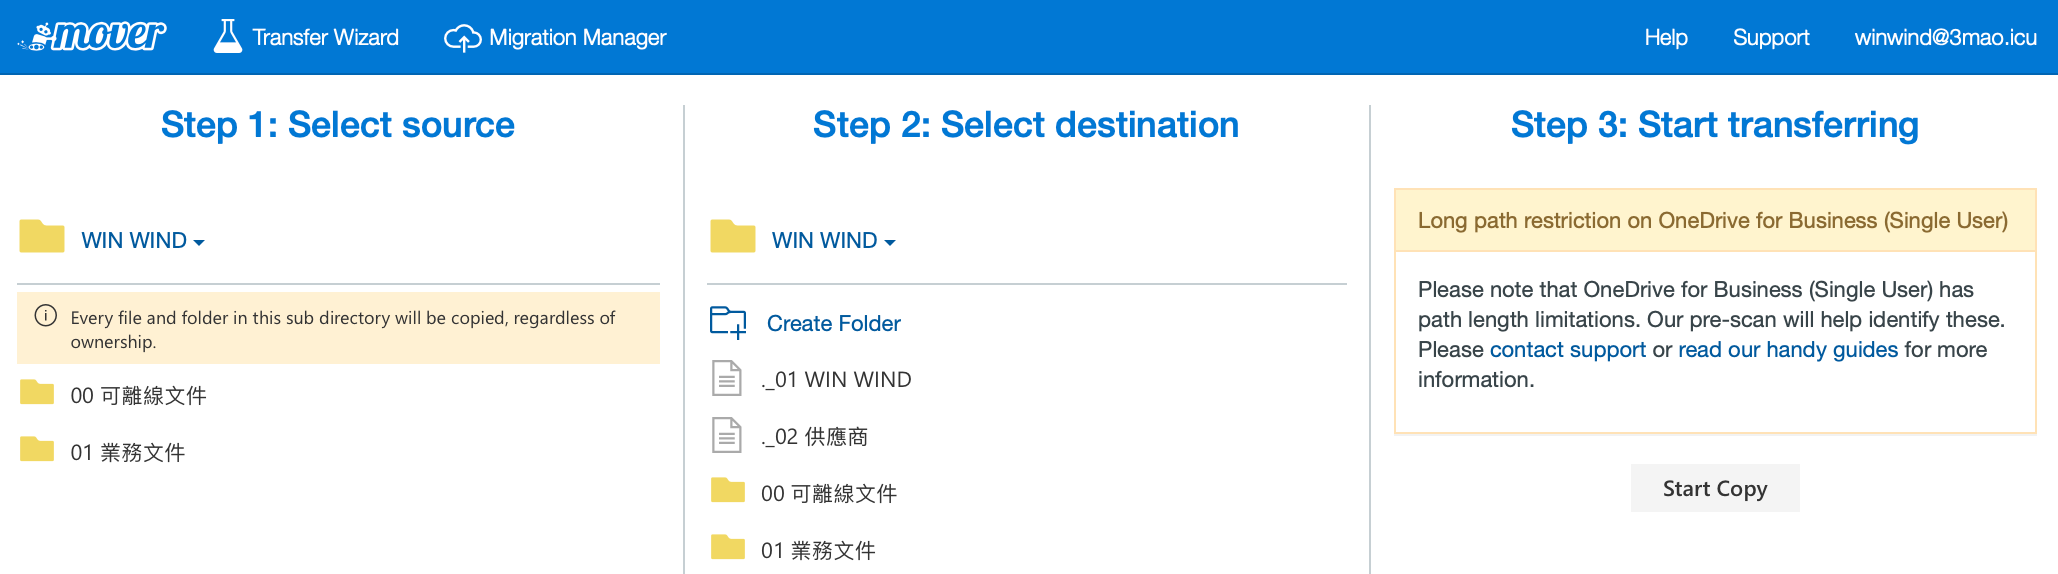 mover
Transfer Wizard
Migration Manager
Help
Support
winwind@3mao.icu
Step 1: Select source
WIN WIND
Every file and folder in this sub directory will be copied, regardless of
ownership.
00 可離線文件
01 業務文件
Step 2: Select destination
WIN WIND
Create Folder
._01 WIN WIND
._02 供應商
00 可離線文件
01 業務文件
Step 3: Start transferring
Long path restriction on OneDrive for Business (Single User)
Please note that OneDrive for Business (Single User) has
path length limitations. Our pre-scan will help identify these.
Please contact support or read our handy guides for more
information.
Start Copy